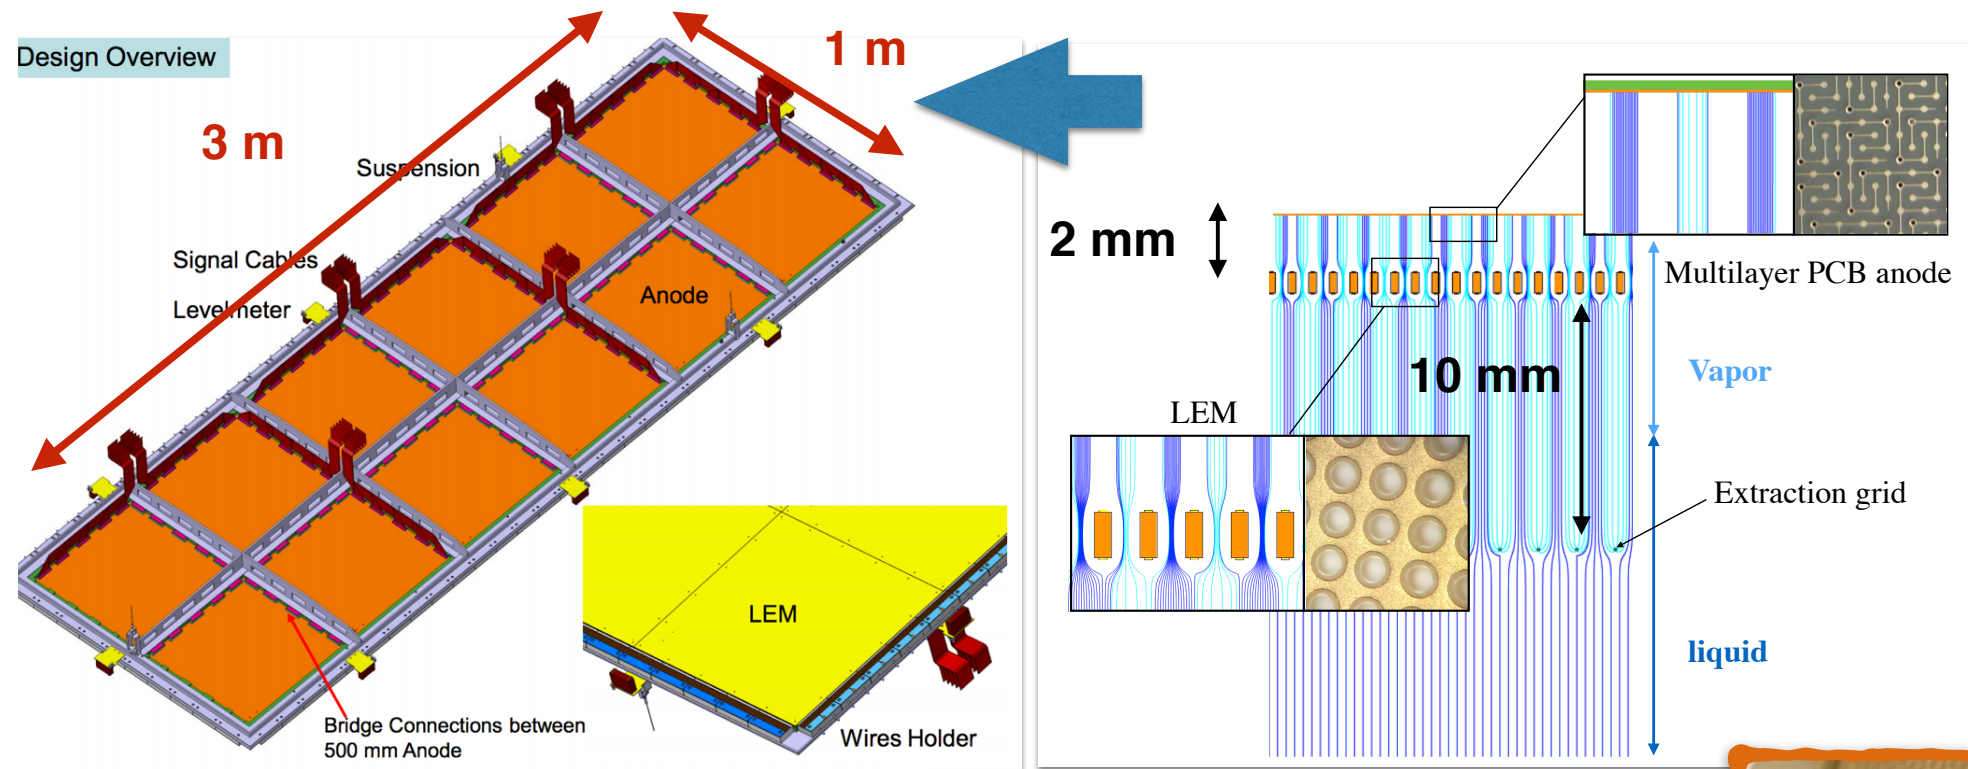 Design Overview
1 m
3 m
Suspension
Signal Cables
Levelmeter
Anode
LEM
Bridge Connections between
500 mm Anode
Wires Holder
2 mm
Multilayer PCB anode
Vapor
10 mm
LEM
Extraction grid
liquid